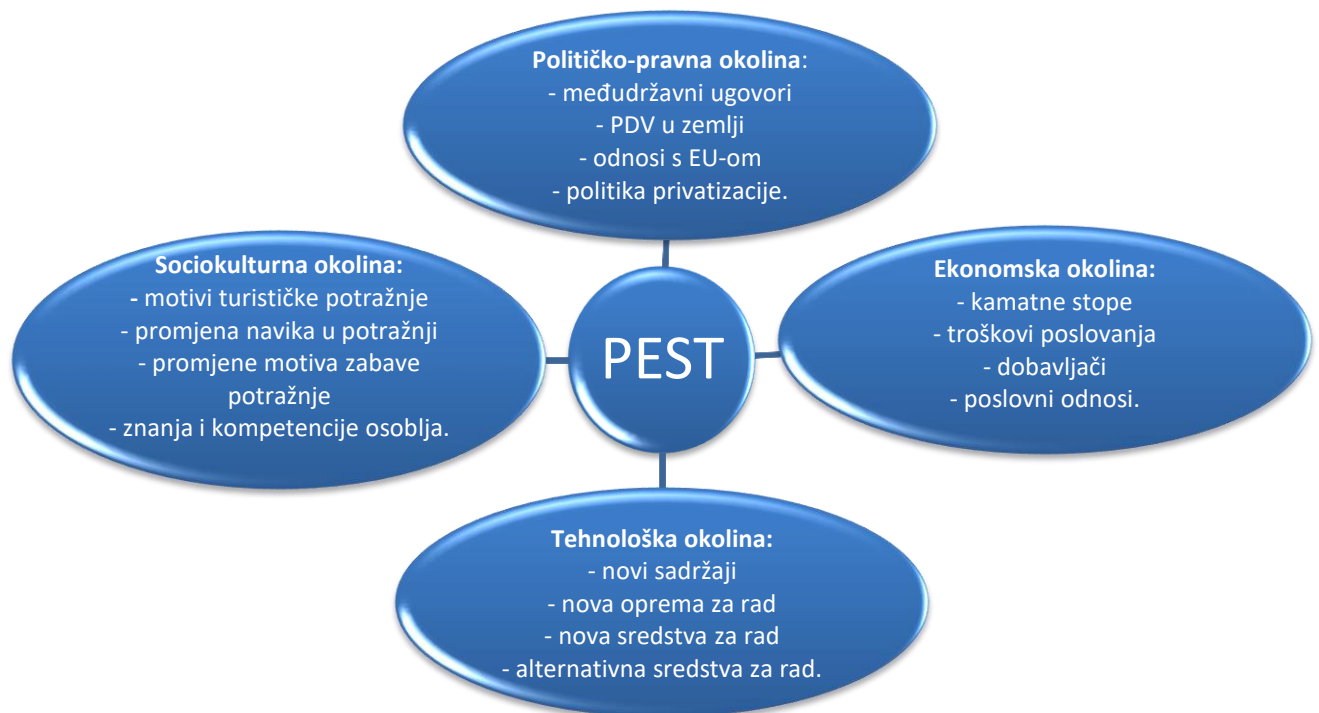 Političko-pravna okolina:
- međudržavni ugovori
- PDV u zemlji
- odnosi s EU-om
- politika privatizacije.
Sociokulturna okolina:
- motivi turističke potražnje
- promjena navika u potražnji
- promjene motiva zabave
potražnje
- znanja i kompetencije osoblja.
PEST
Ekonomska okolina:
- kamatne stope
- troškovi poslovanja
- dobavljači
- poslovni odnosi.
Tehnološka okolina:
- novi sadržaji
- nova oprema za rad
- nova sredstva za rad
- alternativna sredstva za rad.